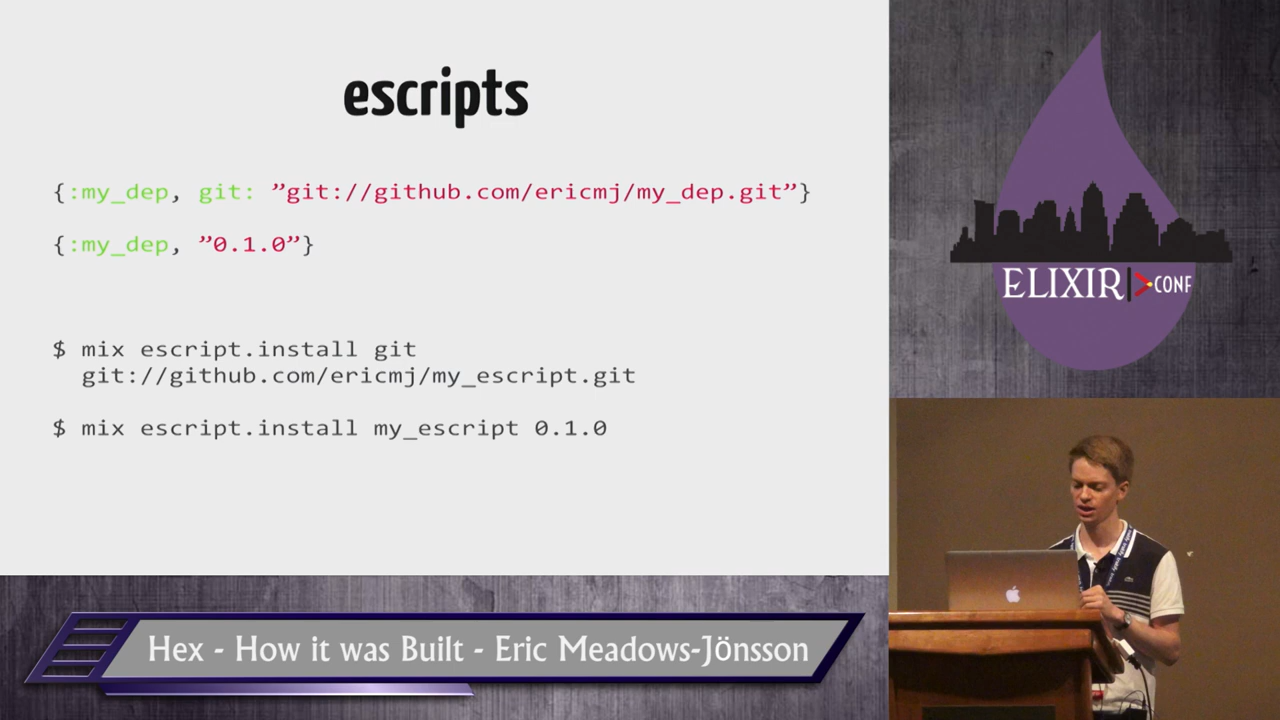 escripts
{:my_dep, git: ”git://github.com/ericmj/my_dep.git”}
{:my_dep, ”0.1.0”}
$ mix escript.install git
git://github.com/ericmj/my_escript.git
$ mix escript.install my_escript 0.1.0
ELIXIR|>CONF
Hex - How it was Built - Eric Meadows-Jönsson